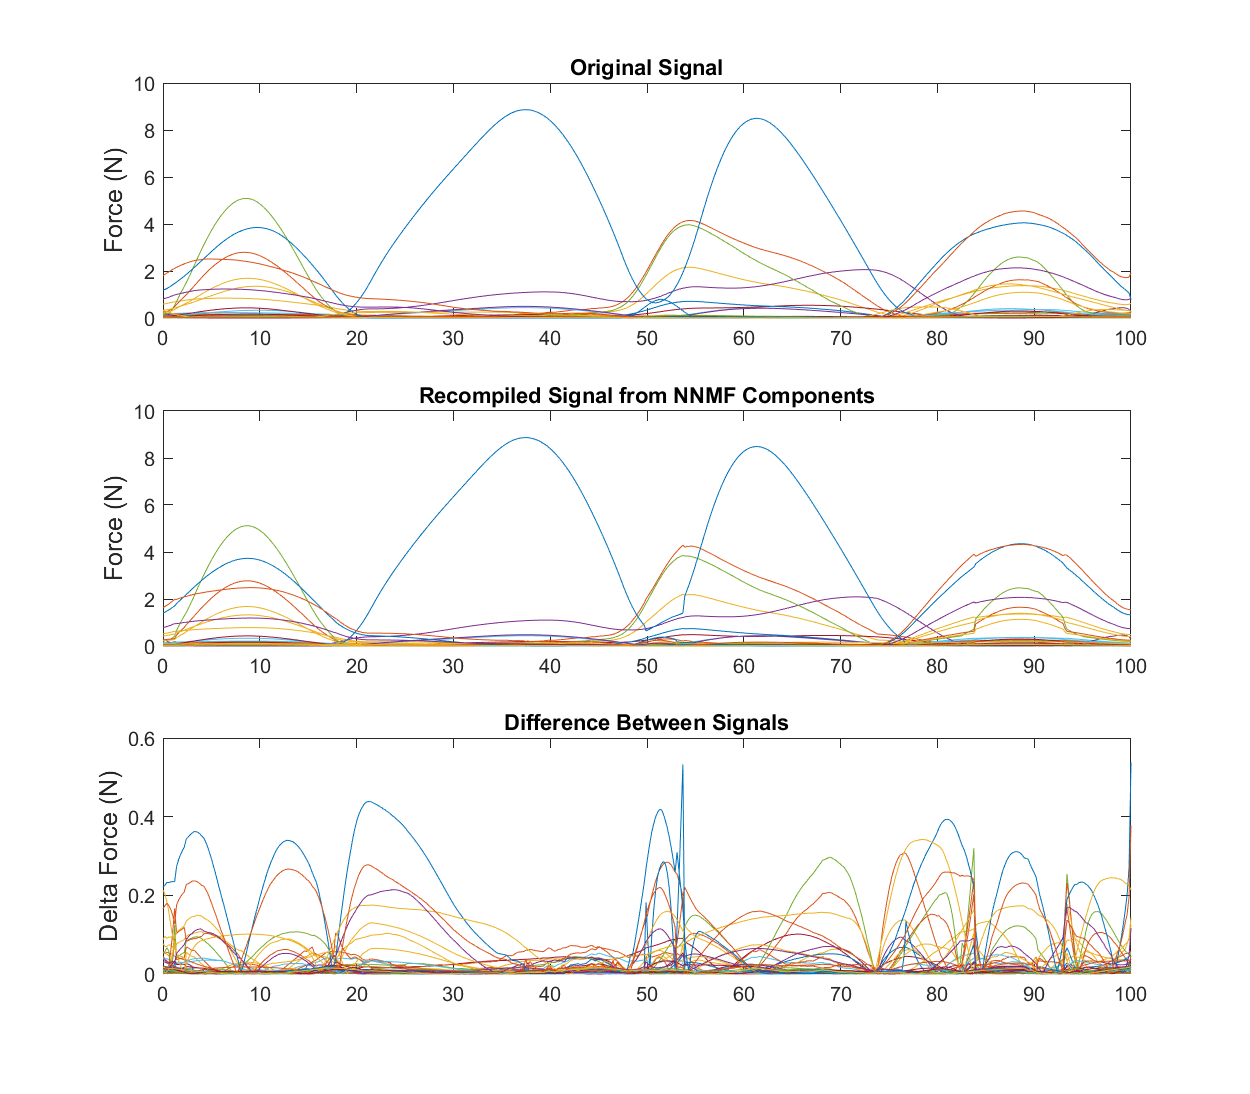 Original Signal
10
8
6
4
2
0
Force (N)
0 10 20 30 40 50 60 70 80 90 100
Recompiled Signal from NNMF Components
10
8
6
4
2
0
Force (N)
0 10 20 30 40 50 60 70 80 90 100
Difference Between Signals
0.6
0.4
0.2
0
Delta Force (N)
0 10 20 30 40 50 60 70 80 90 100